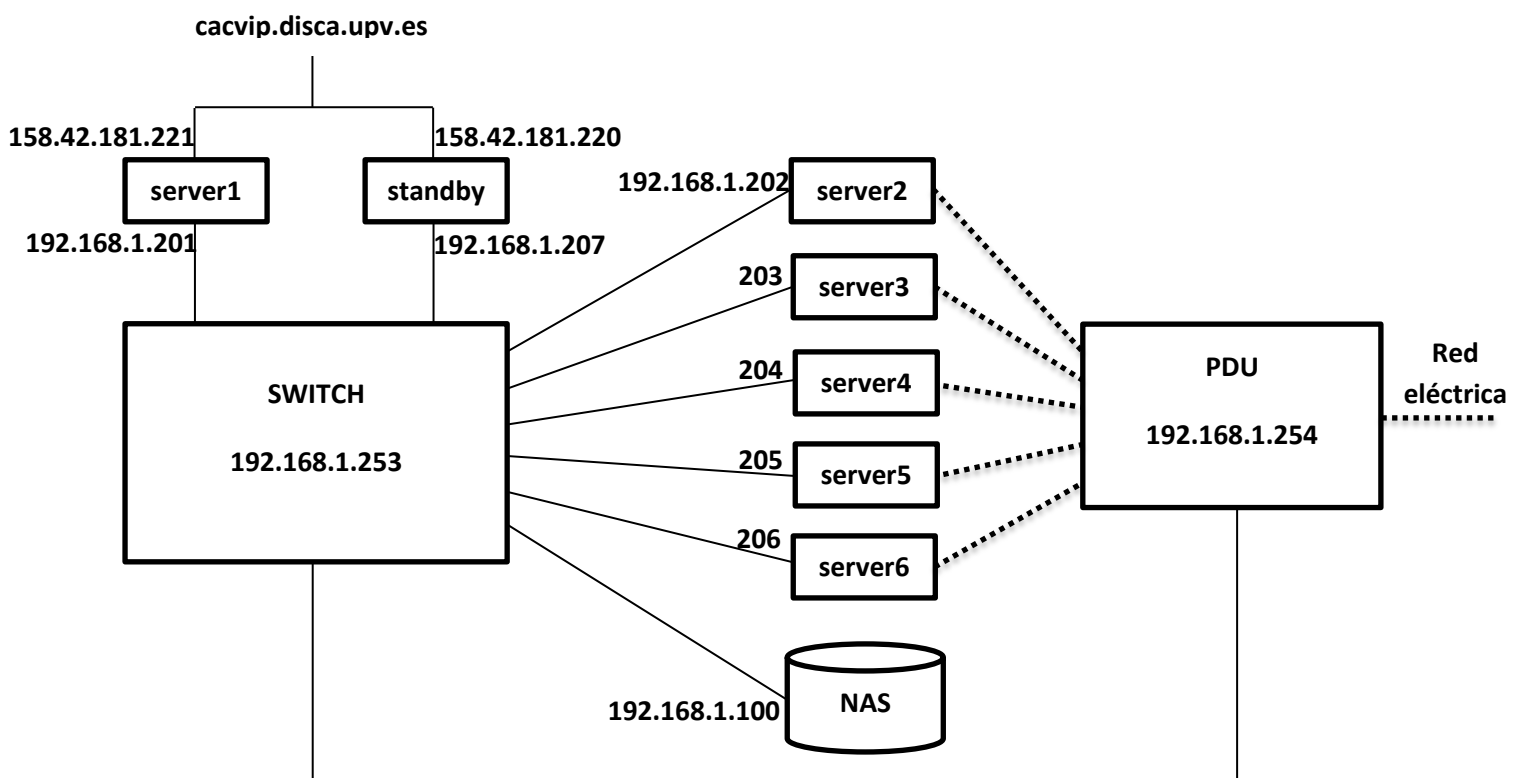 cacvip.disca.upv.es
158.42.181.221
158.42.181.220
server1
standby
192.168.1.201
192.168.1.207
192.168.1.202
server2
203
server3
204
server4
205
server5
206
server6
SWITCH
192.168.1.253
PDU
192.168.1.254
Red
eléctrica
192.168.1.100
NAS